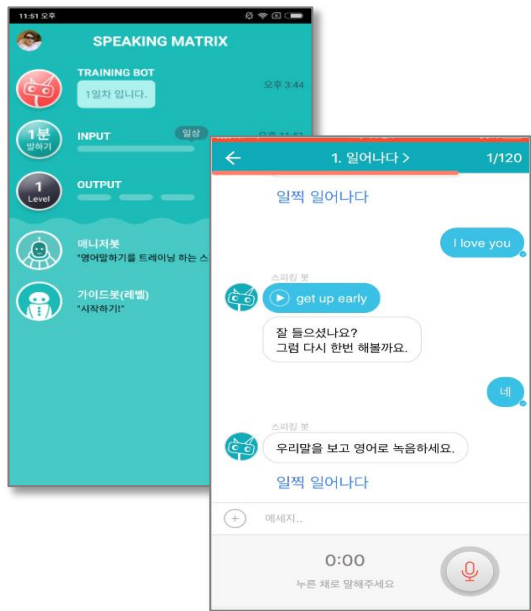 11:51 오후
SPEAKING MATRIX
TRAINING BOT
1일차 입니다.
오후 3:44
1분
말하기
INPUT
일상
오후 11:51
1
Level
OUTPUT
매니저봇
"영어말하기를 트레이닝 하는 스
가이드봇(레벨)
"시작하기!"
1. 일어나다 >
1/120
일찍 일어나다
I love you
스피킹 봇
get up early
잘 들으셨나요?
그럼 다시 한번 해볼까요.
네
스피킹 봇
우리말을 보고 영어로 녹음하세요.
일찍 일어나다
메세지..
0:00
누른 채로 말해주세요